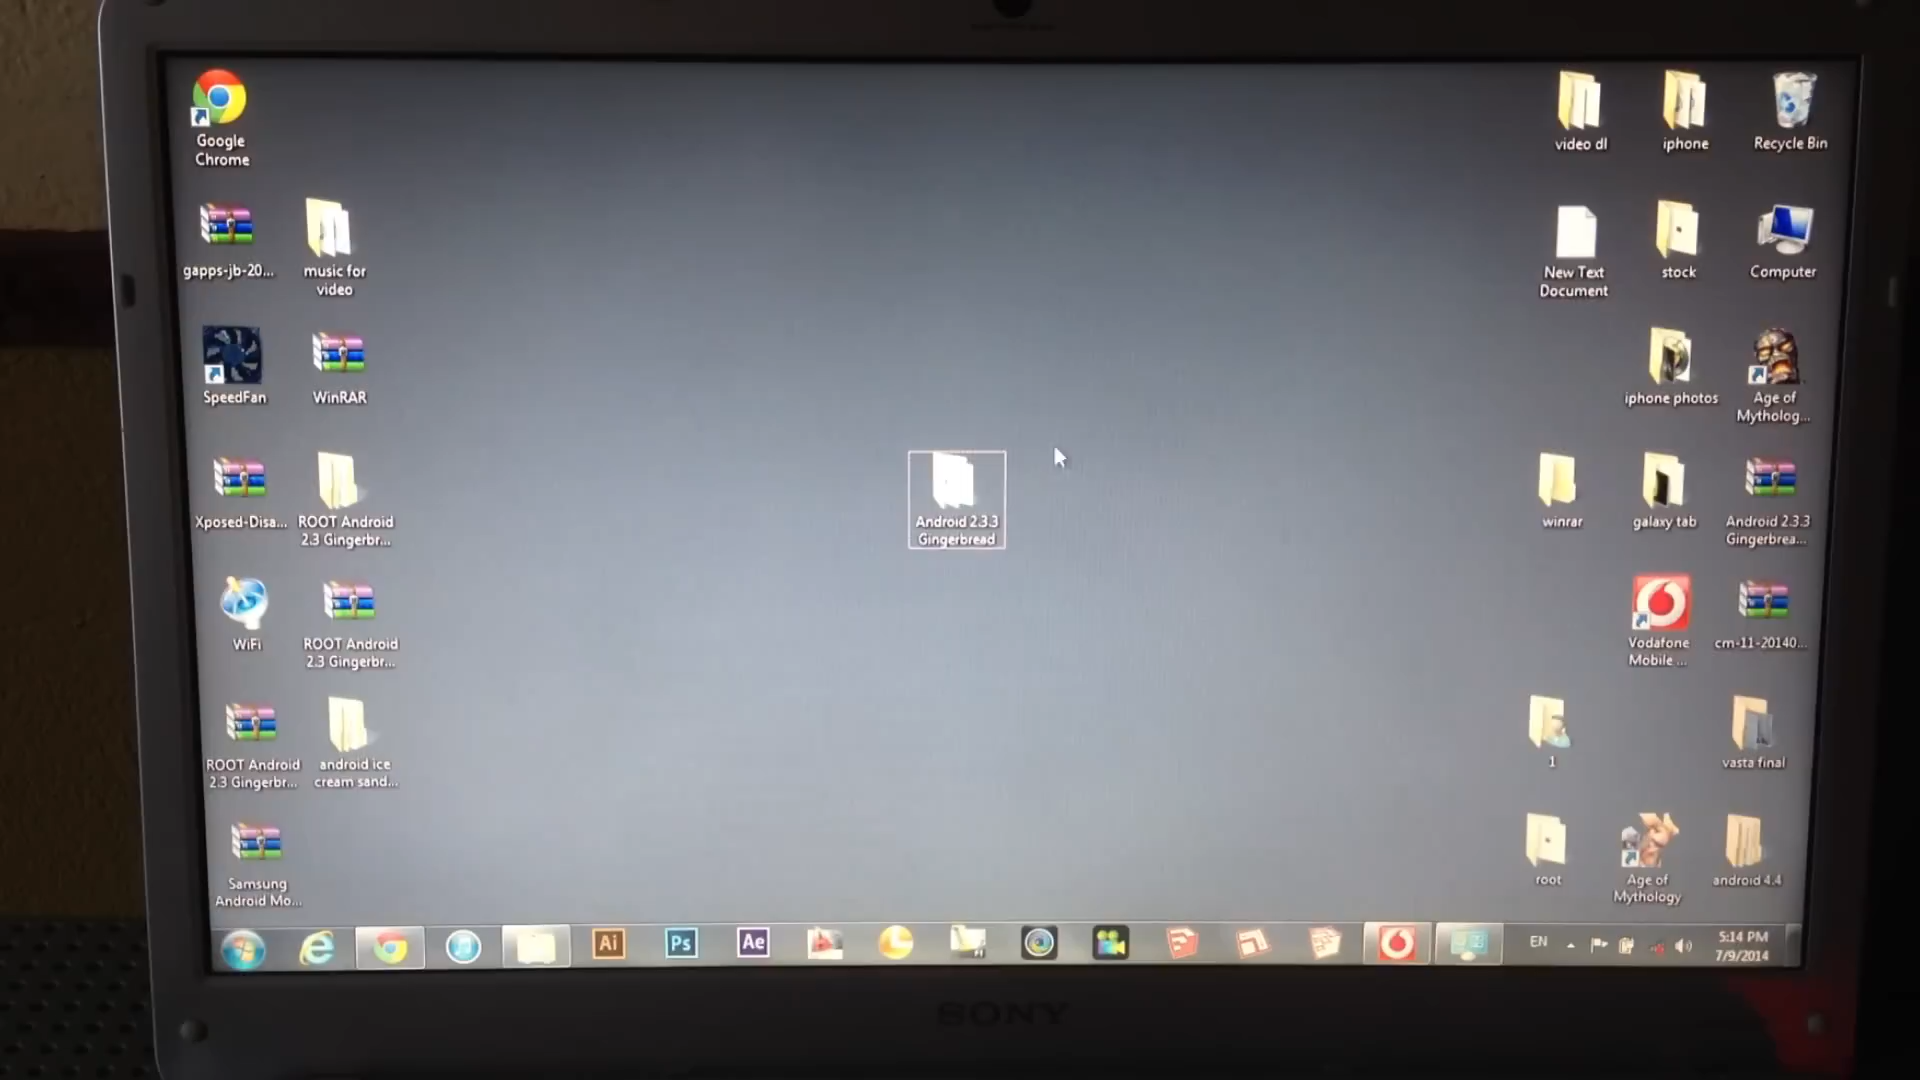 Google
Chrome
gapps-jb-20...
music for
video
SpeedFan
WinRAR
Xposed-Disa...
ROOT Android
2.3 Gingerbr...
WiFi
ROOT Android
2.3 Gingerbr...
ROOT Android
2.3 Gingerbr...
android ice
cream sand...
Samsung
Android Mo...
Android 2.3.3
Gingerbread
video dl
iphone
Recycle Bin
New Text
Document
stock
Computer
iphone photos
Age of
Mytholog...
winrar
galaxy tab
Android 2.3.3
Gingerbrea...
Vodafone
Mobile ...
cm-11-20140...
1
vasta final
root
Age of
Mythology
android 4.4
Ai
Ps
Ae
EN
5:14 PM
7/9/2014
SONY